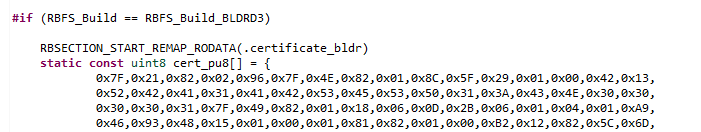 #if (RBFS_Build == RBFS_Build_BLDRD3)
RBSECTION_START_REMAP_RODATA(.certificate_bldr)
static const uint8 cert_pu8[] = {
0x7F,0x21,0x82,0x02,0x96,0x7F,0x4E,0x82,0x01,0x8C,0x5F,0x29,0x01,0x00,0x42,0x13,
0x52,0x42,0x41,0x31,0x41,0x42,0x53,0x45,0x53,0x50,0x31,0x3A,0x43,0x4E,0x30,0x30,
0x30,0x30,0x31,0x7F,0x49,0x82,0x01,0x18,0x06,0x0D,0x2B,0x06,0x01,0x04,0x01,0xA9,
0x46,0x93,0x48,0x15,0x01,0x00,0x01,0x81,0x82,0x01,0x00,0xB2,0x12,0x82,0x5C,0x6D,